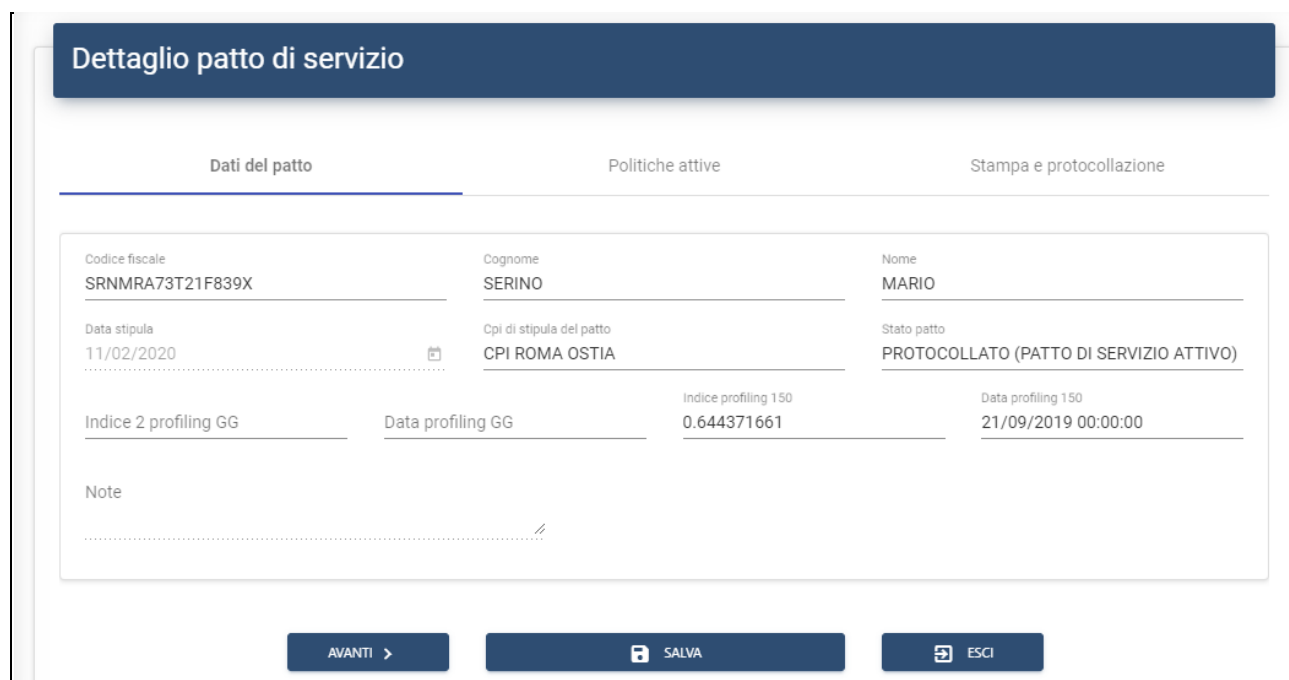 Dettaglio patto di servizio
Dati del patto Politiche attive Stampa e protocollazione
Codice fiscale Cognome Nome
SRNMRA73T21F839X SERINO MARIO
Data stipula Cpi di stipula del patto Stato patto
11/02/2020 CPI ROMA OSTIA PROTOCOLLATO (PATTO DI SERVIZIO ATTIVO)
Indice profiling 150 Data profiling 150
Indice 2 profiling GG Data profiling GG 0.644371661 21/09/2019 00:00:00
Note
AVANTI > SALVA ESCI